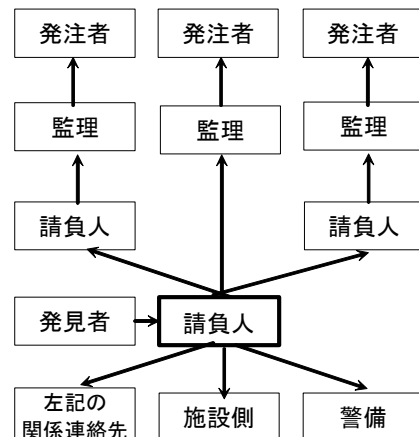 発注者 発注者 発注者
監理 監理 監理
請負人 請負人
発見者 請負人
左記の
関係連絡先 施設側 警備